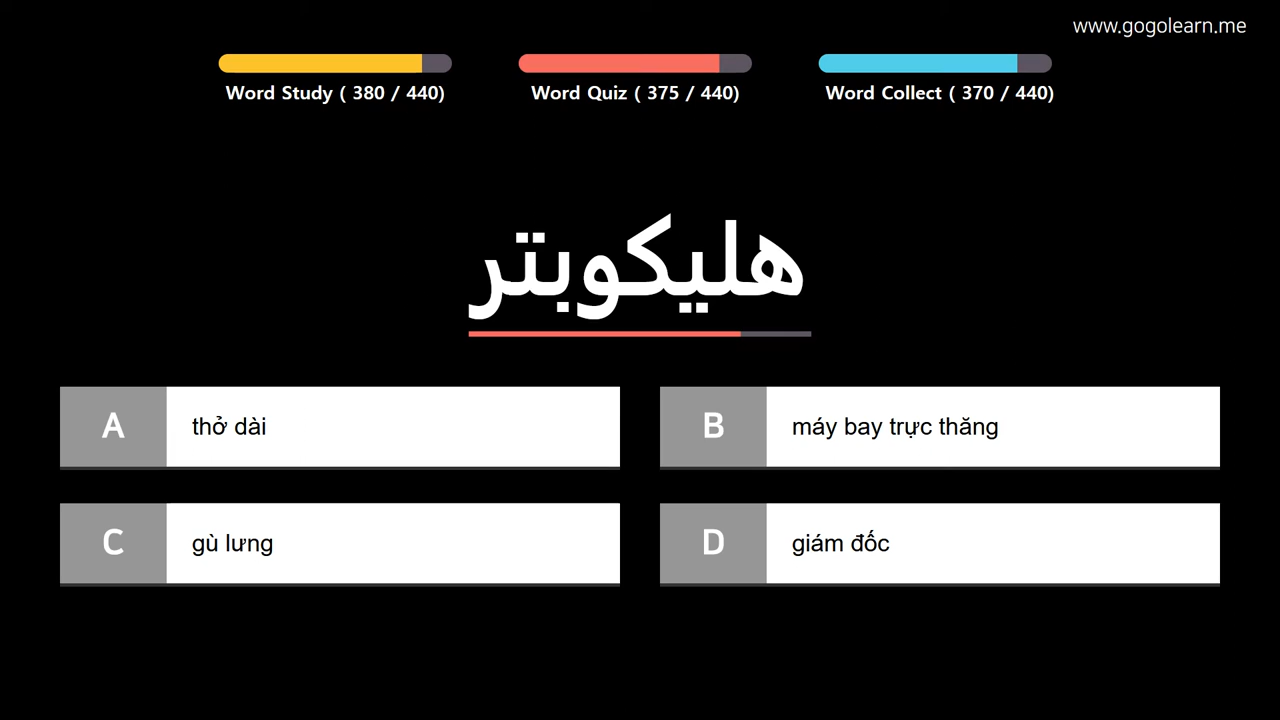 www.gogolearn.me
Word Study ( 380 / 440)
Word Quiz ( 375 / 440)
Word Collect ( 370 / 440)
هليكوبتر
A
thở dài
B
máy bay trực thăng
C
gù lưng
D
giám đốc